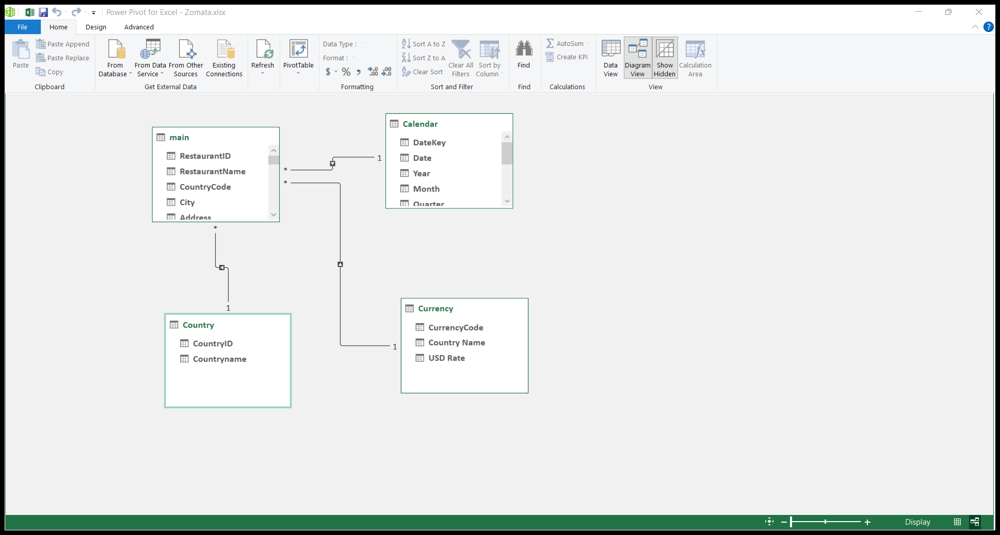 Power Pivot for Excel - Zomata.xlsx
File Home Design Advanced
Paste
Paste Append
Paste Replace
Copy
Clipboard
From Database
From Data Service
From Other Sources
Existing Connections
Get External Data
Refresh
PivotTable
Data Type :
Format :
$ % , .00 .00 .0
Formatting
Sort A to Z
Sort Z to A
Clear Sort
Clear All Filters
Sort by Column
Sort and Filter
Find
Find
AutoSum
Create KPI
Calculations
Data View
Diagram View
Show Hidden
Calculation Area
View
main
RestaurantID
RestaurantName
CountryCode
City
Address
*
*
*
1
Calendar
DateKey
Date
Year
Month
Quarter
1
Country
CountryID
Countryname
1
Currency
CurrencyCode
Country Name
USD Rate
Display